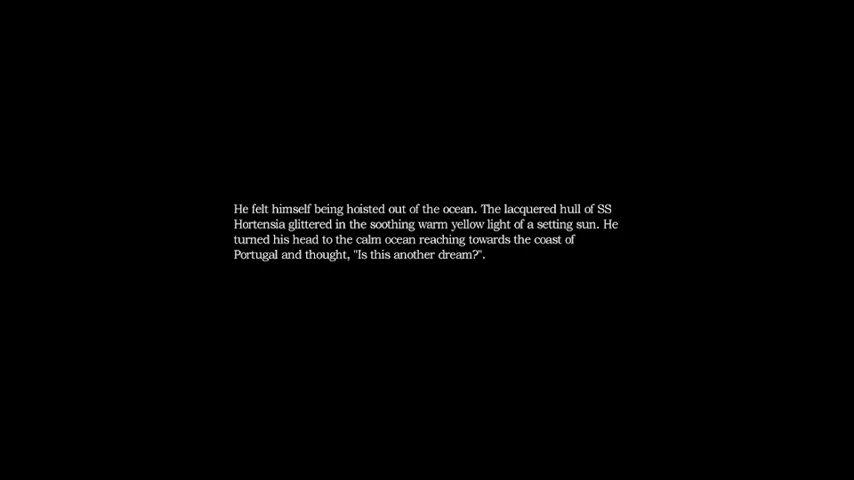 He felt himself being hoisted out of the ocean. The lacquered hull of SS
Hortensia glittered in the soothing warm yellow light of a setting sun. He
turned his head to the calm ocean reaching towards the coast of
Portugal and thought, "Is this another dream?".